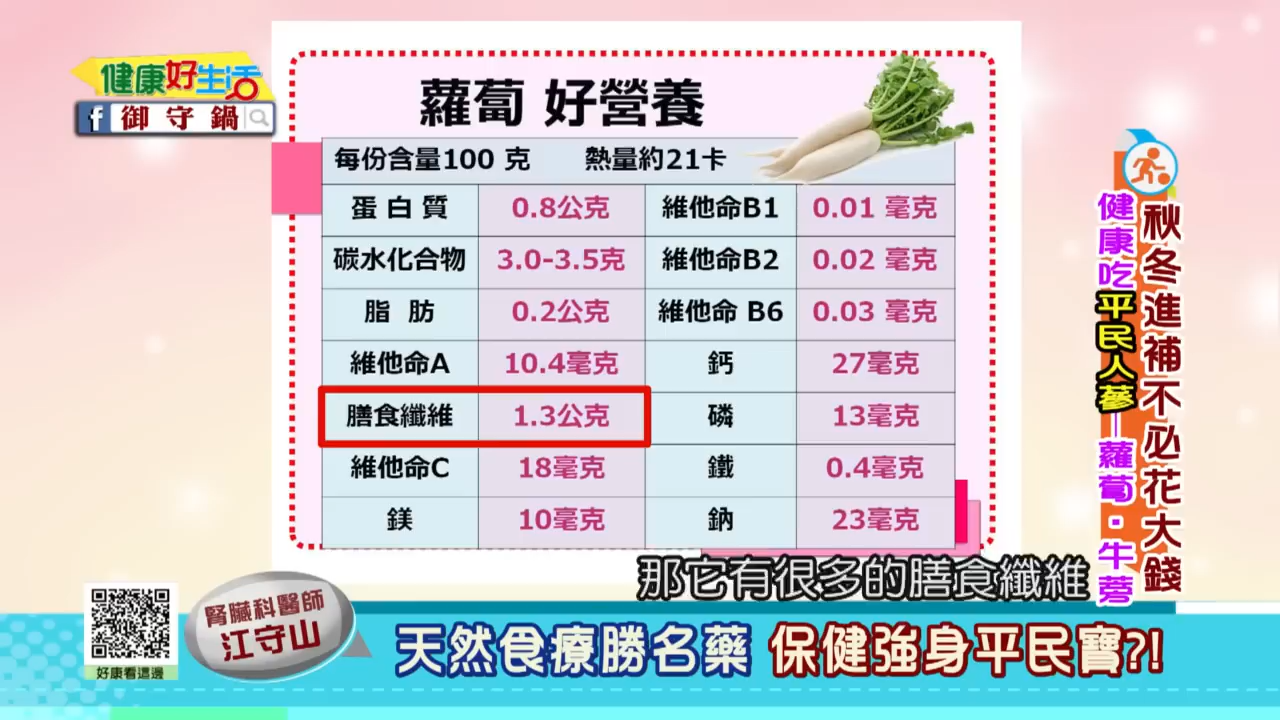 健康好生活
f 御守鍋
蘿蔔 好營養
每份含量100 克 熱量約21卡
蛋白質 0.8公克 維他命B1 0.01 毫克
碳水化合物 3.0-3.5克 維他命B2 0.02 毫克
脂 肪 0.2公克 維他命 B6 0.03 毫克
維他命A 10.4毫克 鈣 27毫克
膳食纖維 1.3公克 磷 13毫克
維他命C 18毫克 鐵 0.4毫克
鎂 10毫克 鈉 23毫克
秋冬進補不必花大錢
健康吃平民人蔘-蘿蔔·牛蒡
那它有很多的膳食纖維
好康看這邊
腎臟科醫師
江守山
天然食療勝名藥 保健強身平民寶?!